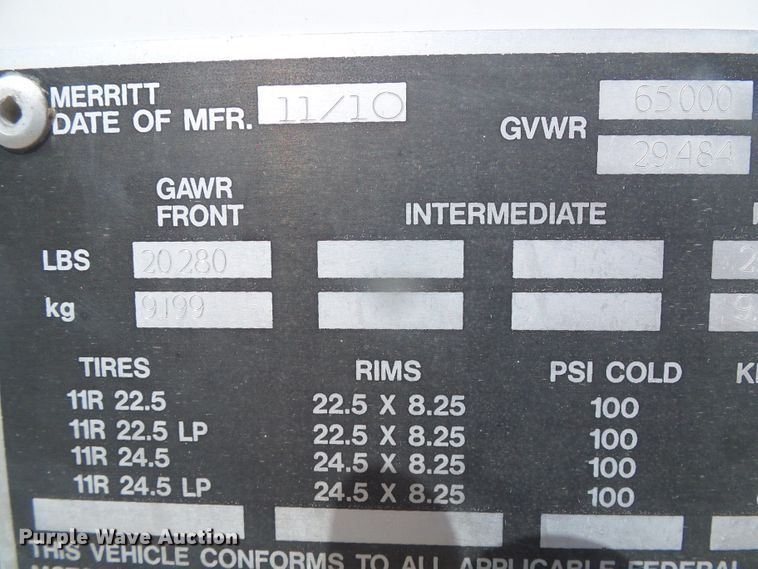 MERRITT
DATE OF MFR. 11/10
GVWR 65000
29484
GAWR
FRONT INTERMEDIATE
LBS 20280
kg 9199
TIRES RIMS PSI COLD
11R 22.5 22.5 X 8.25 100
11R 22.5 LP 22.5 X 8.25 100
11R 24.5 24.5 X 8.25 100
11R 24.5 LP 24.5 X 8.25 100
Purple Wave Auction
THIS VEHICLE CONFORMS TO ALL APPLICABLE FEDERAL